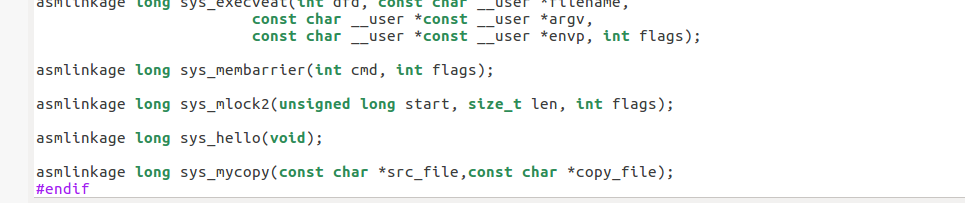 asmlinkage long sys_execveat(int dfd, const char __user *filename,
const char __user *const __user *argv,
const char __user *const __user *envp, int flags);
asmlinkage long sys_membarrier(int cmd, int flags);
asmlinkage long sys_mlock2(unsigned long start, size_t len, int flags);
asmlinkage long sys_hello(void);
asmlinkage long sys_mycopy(const char *src_file,const char *copy_file);
#endif